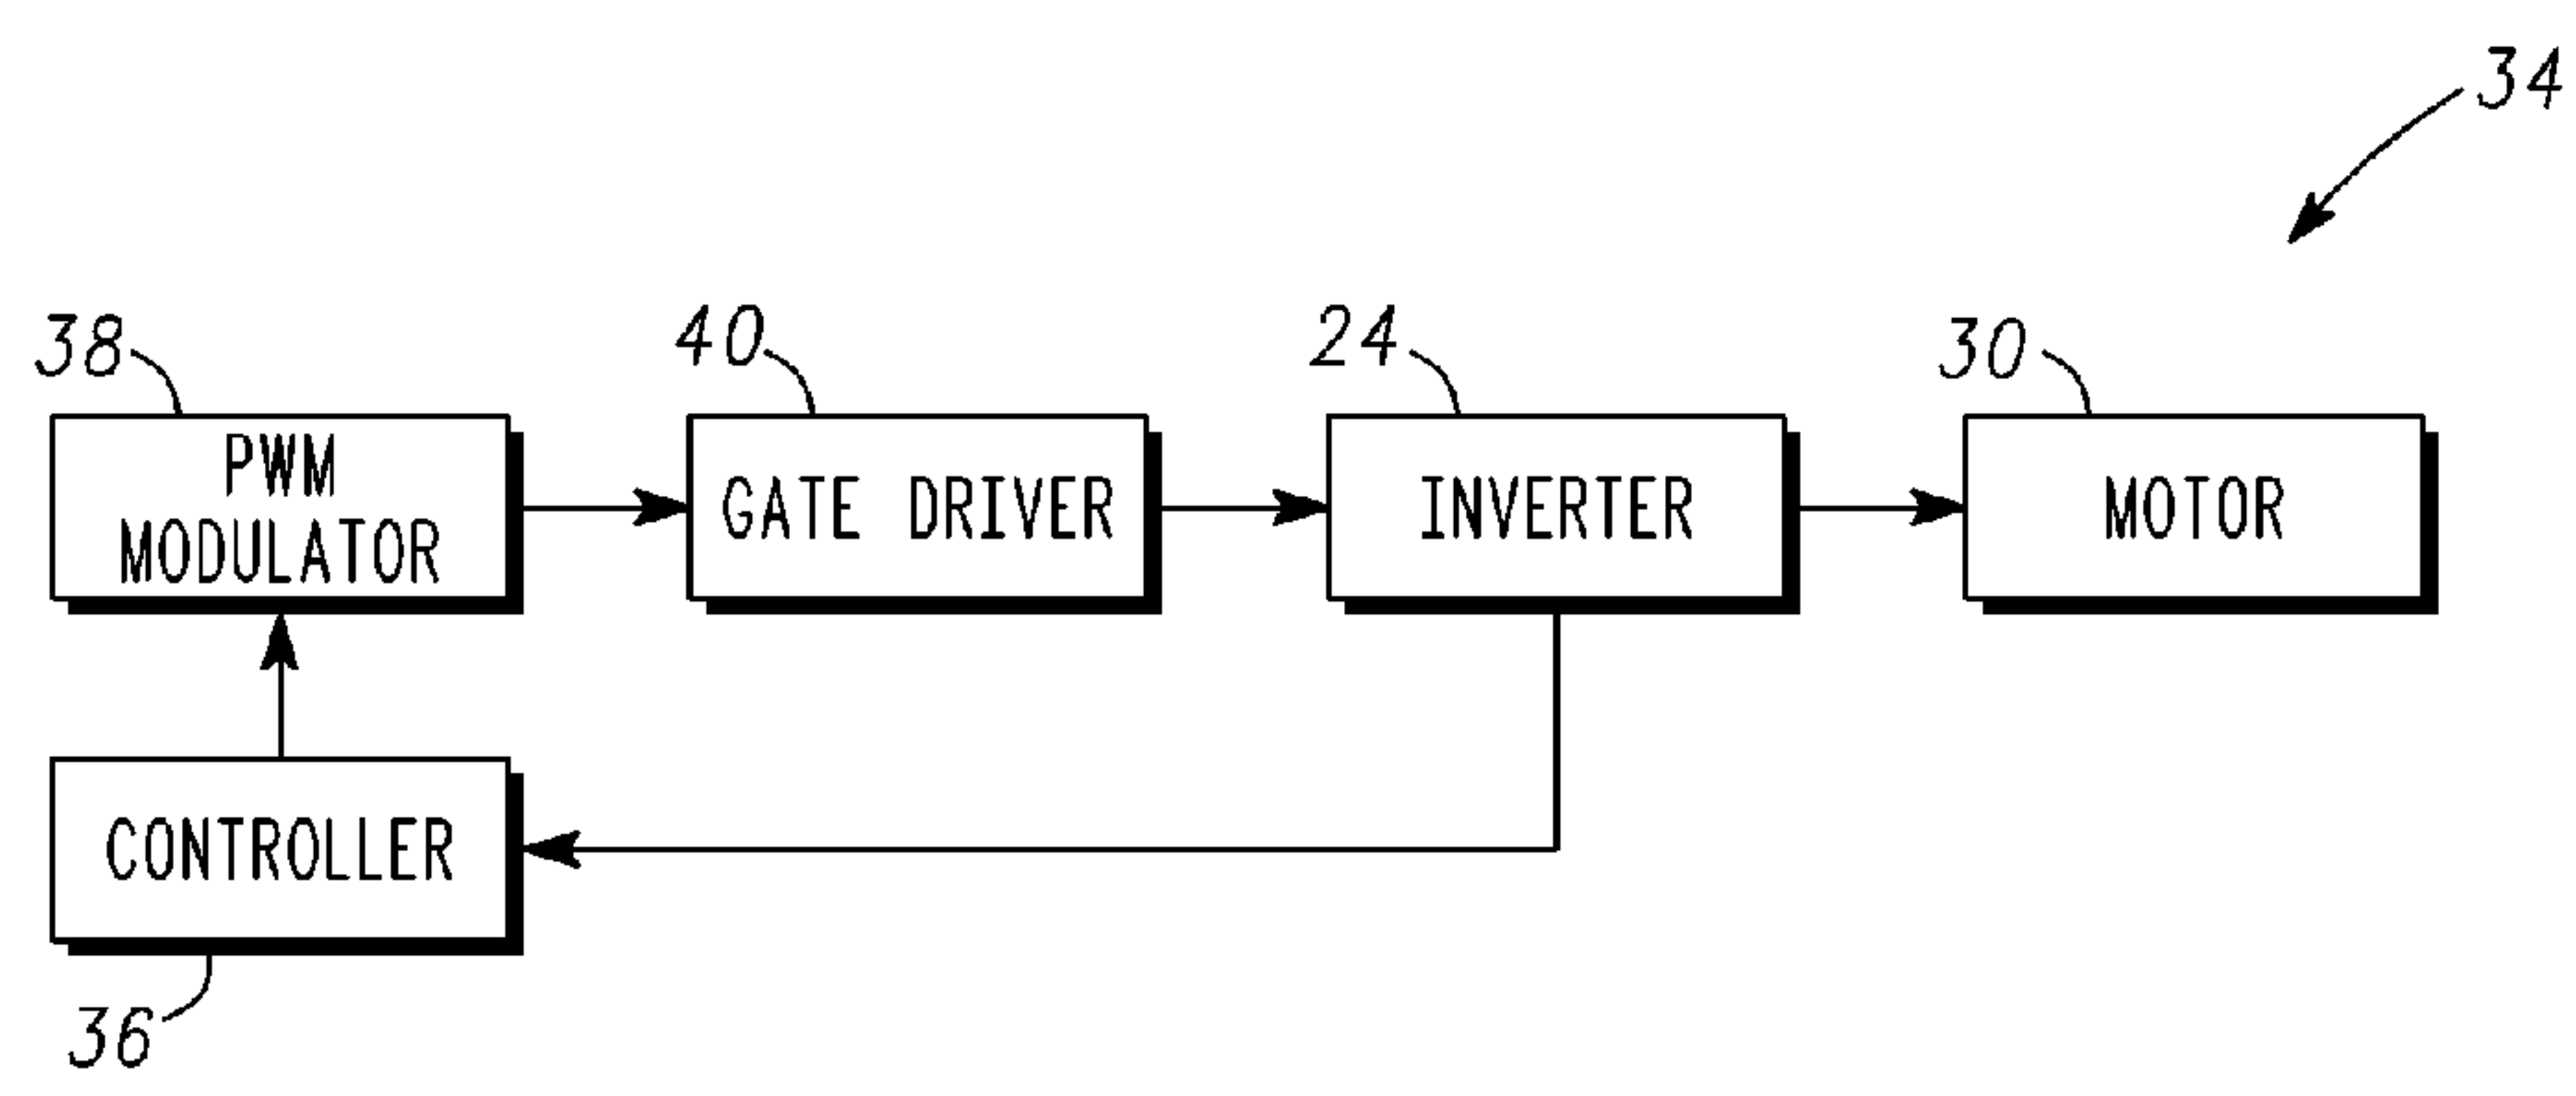 34
38
40
24
30
PWM
MODULATOR
GATE DRIVER
INVERTER
MOTOR
CONTROLLER
36